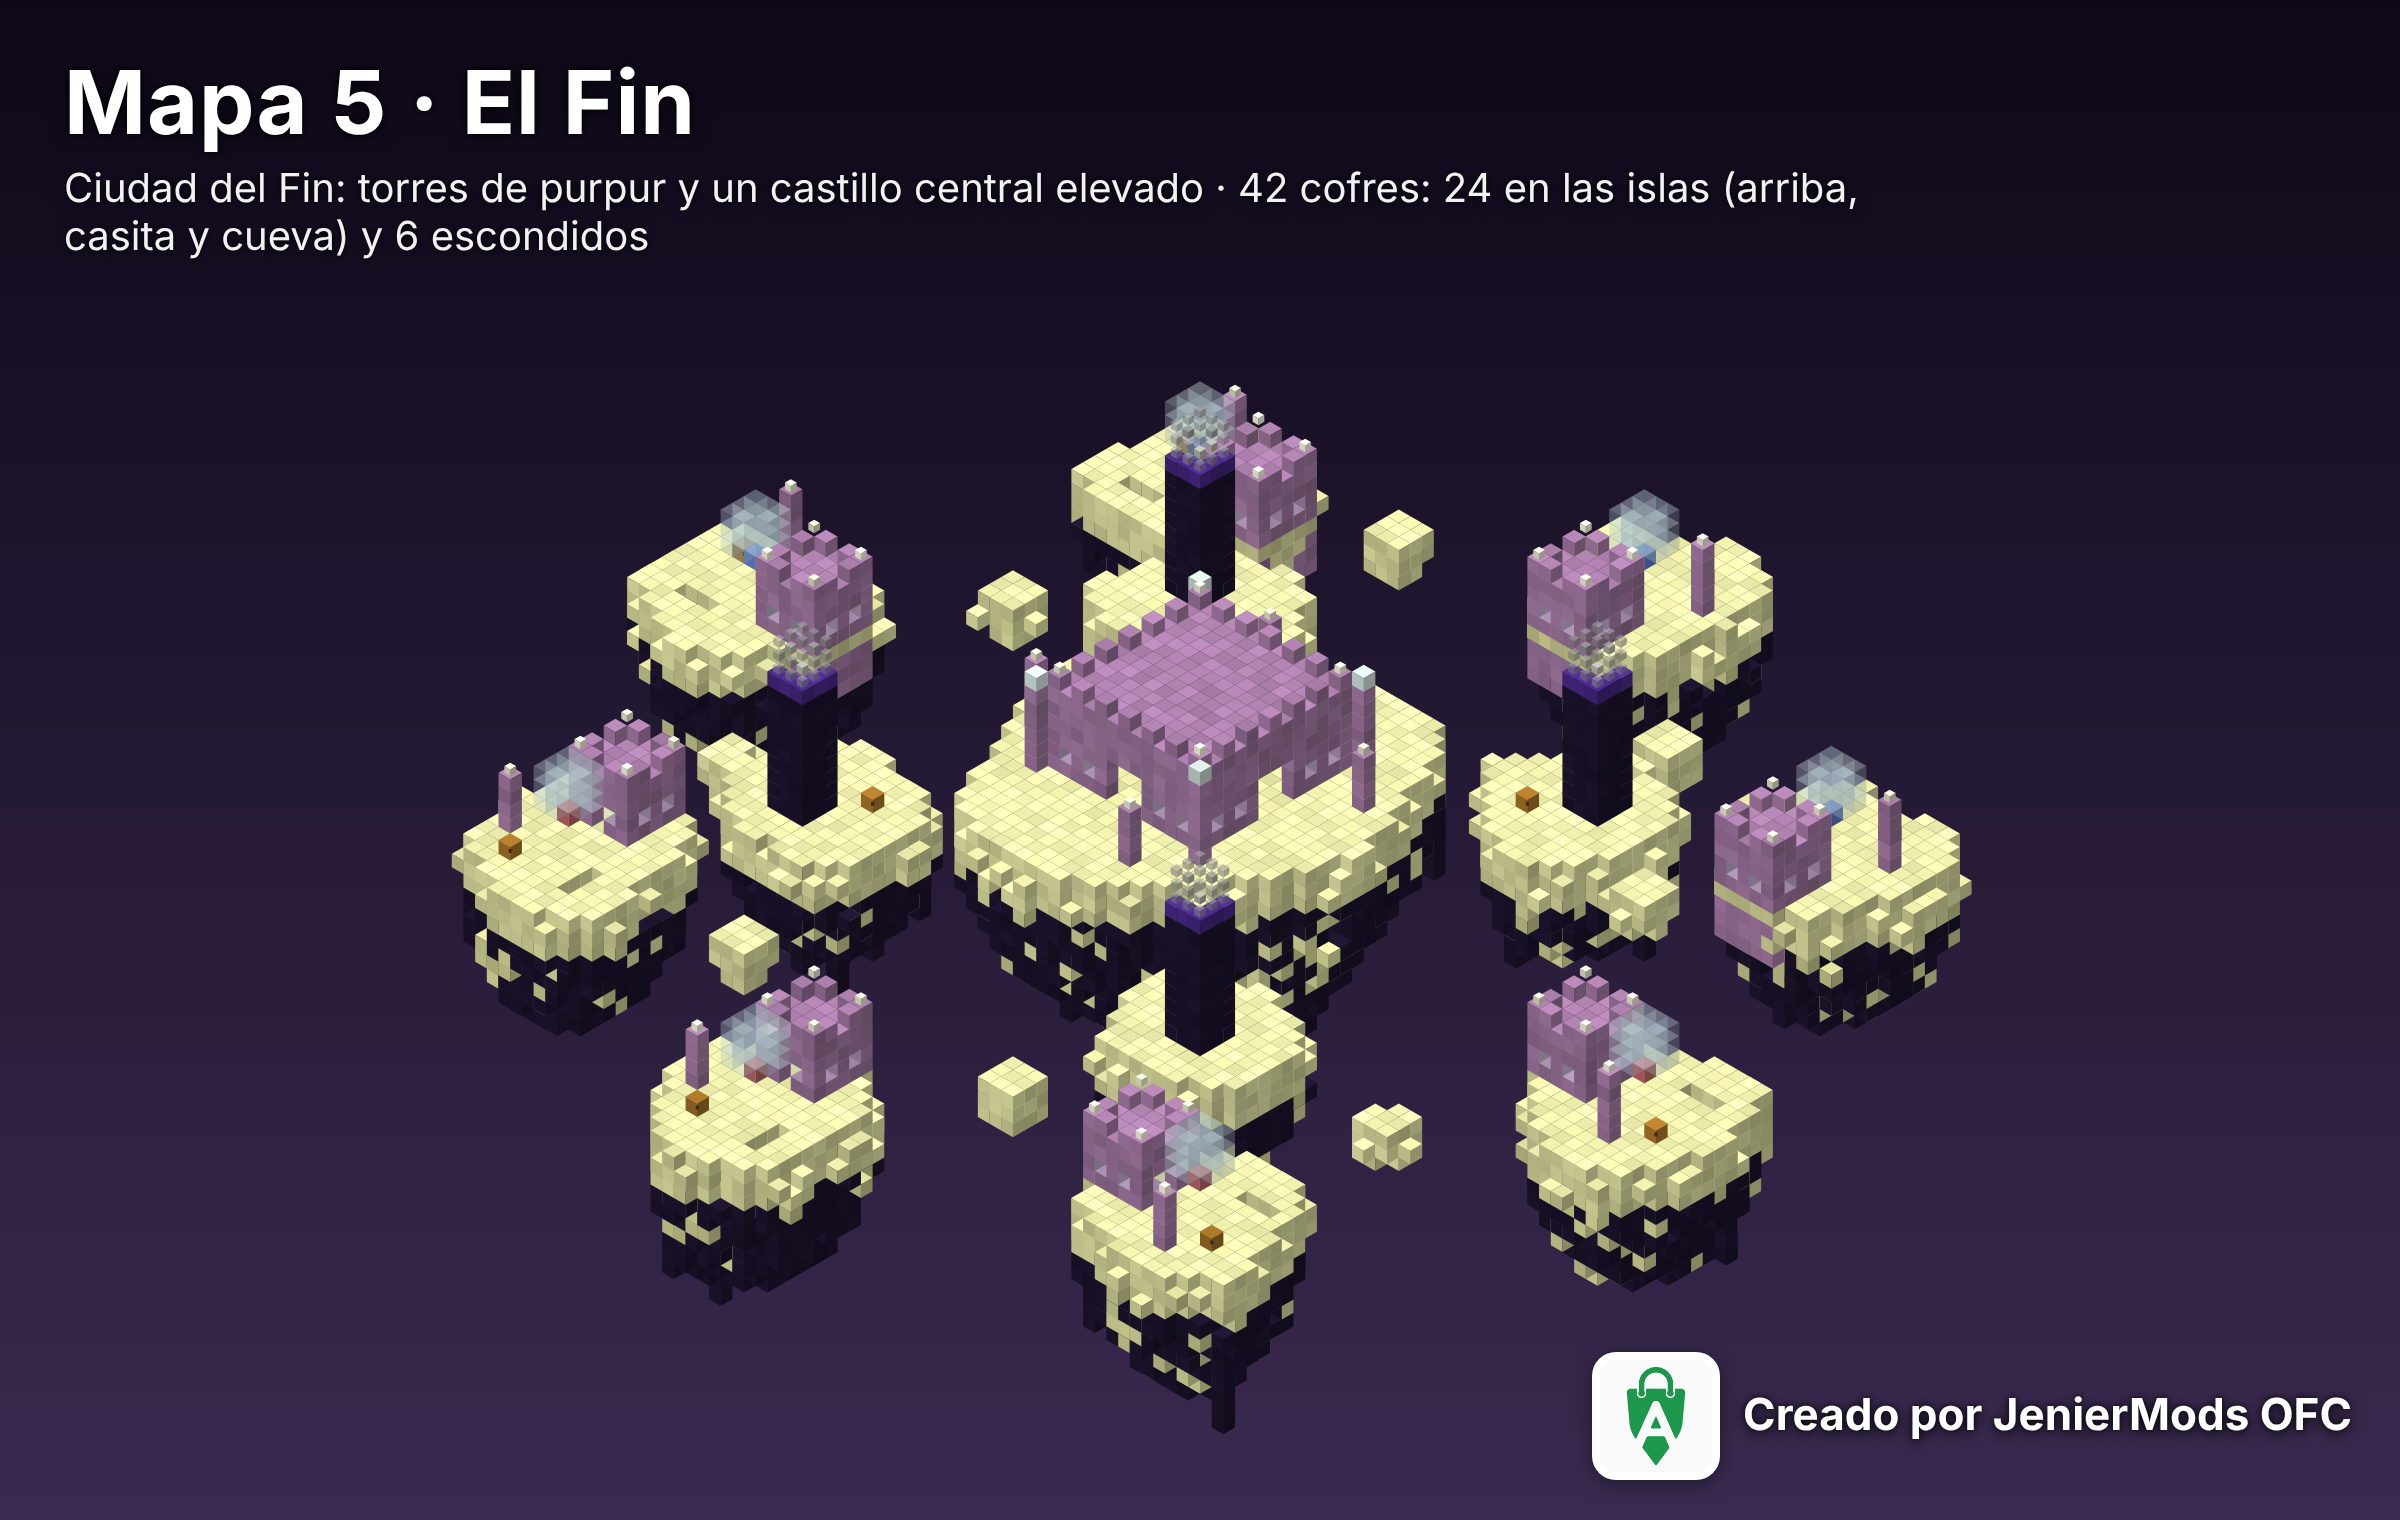 Mapa 5 · El Fin
Ciudad del Fin: torres de purpur y un castillo central elevado · 42 cofres: 24 en las islas (arriba,
casita y cueva) y 6 escondidos
Creado por JenierMods OFC